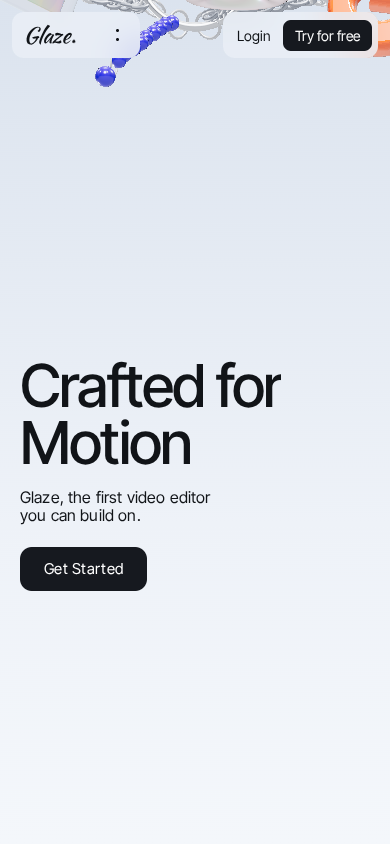 Glaze.
Login
Try for free
Crafted for
Motion
Glaze, the first video editor
you can build on.
Get Started